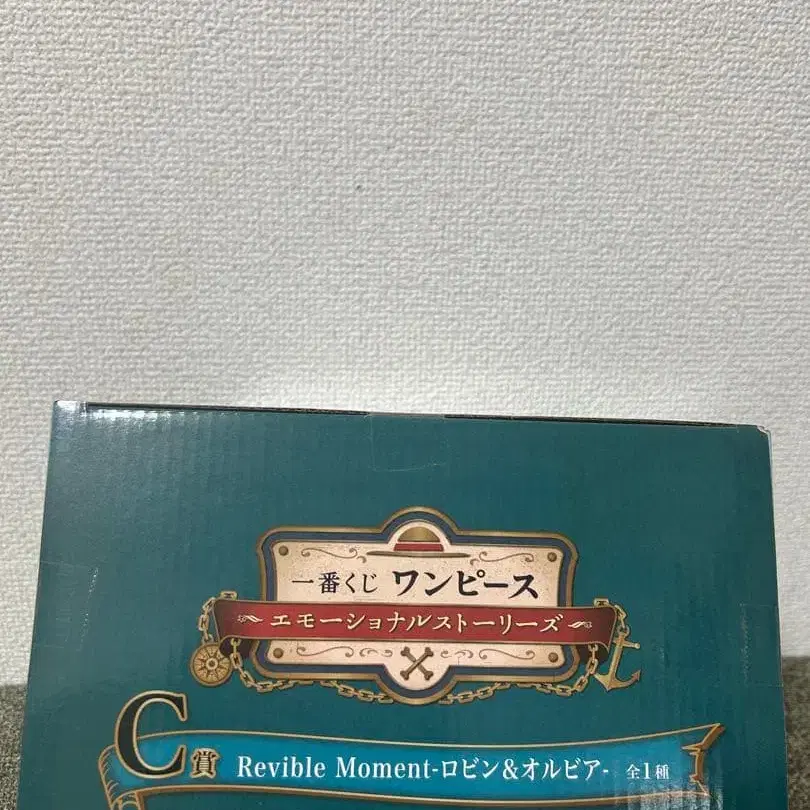 一番くじ ワンピース
エモーショナルストーリーズ
C賞 Revible Moment-ロビン&オルビア- 全1種